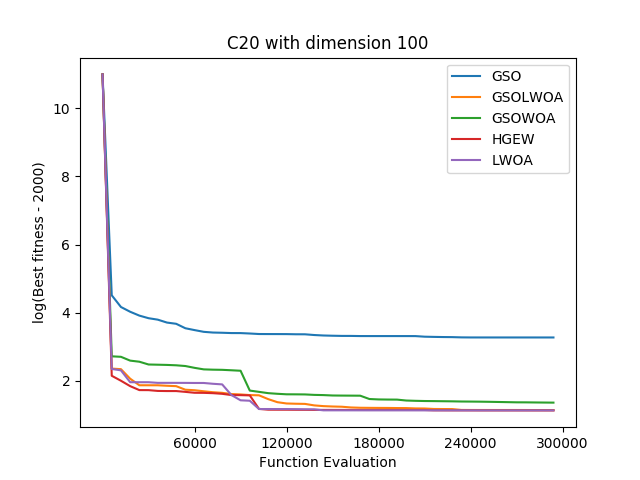 C20 with dimension 100
GSO
GSOLWOA
GSOWOA
HGEW
LWOA
10
8
6
4
2
log(Best fitness - 2000)
60000 120000 180000 240000 300000
Function Evaluation